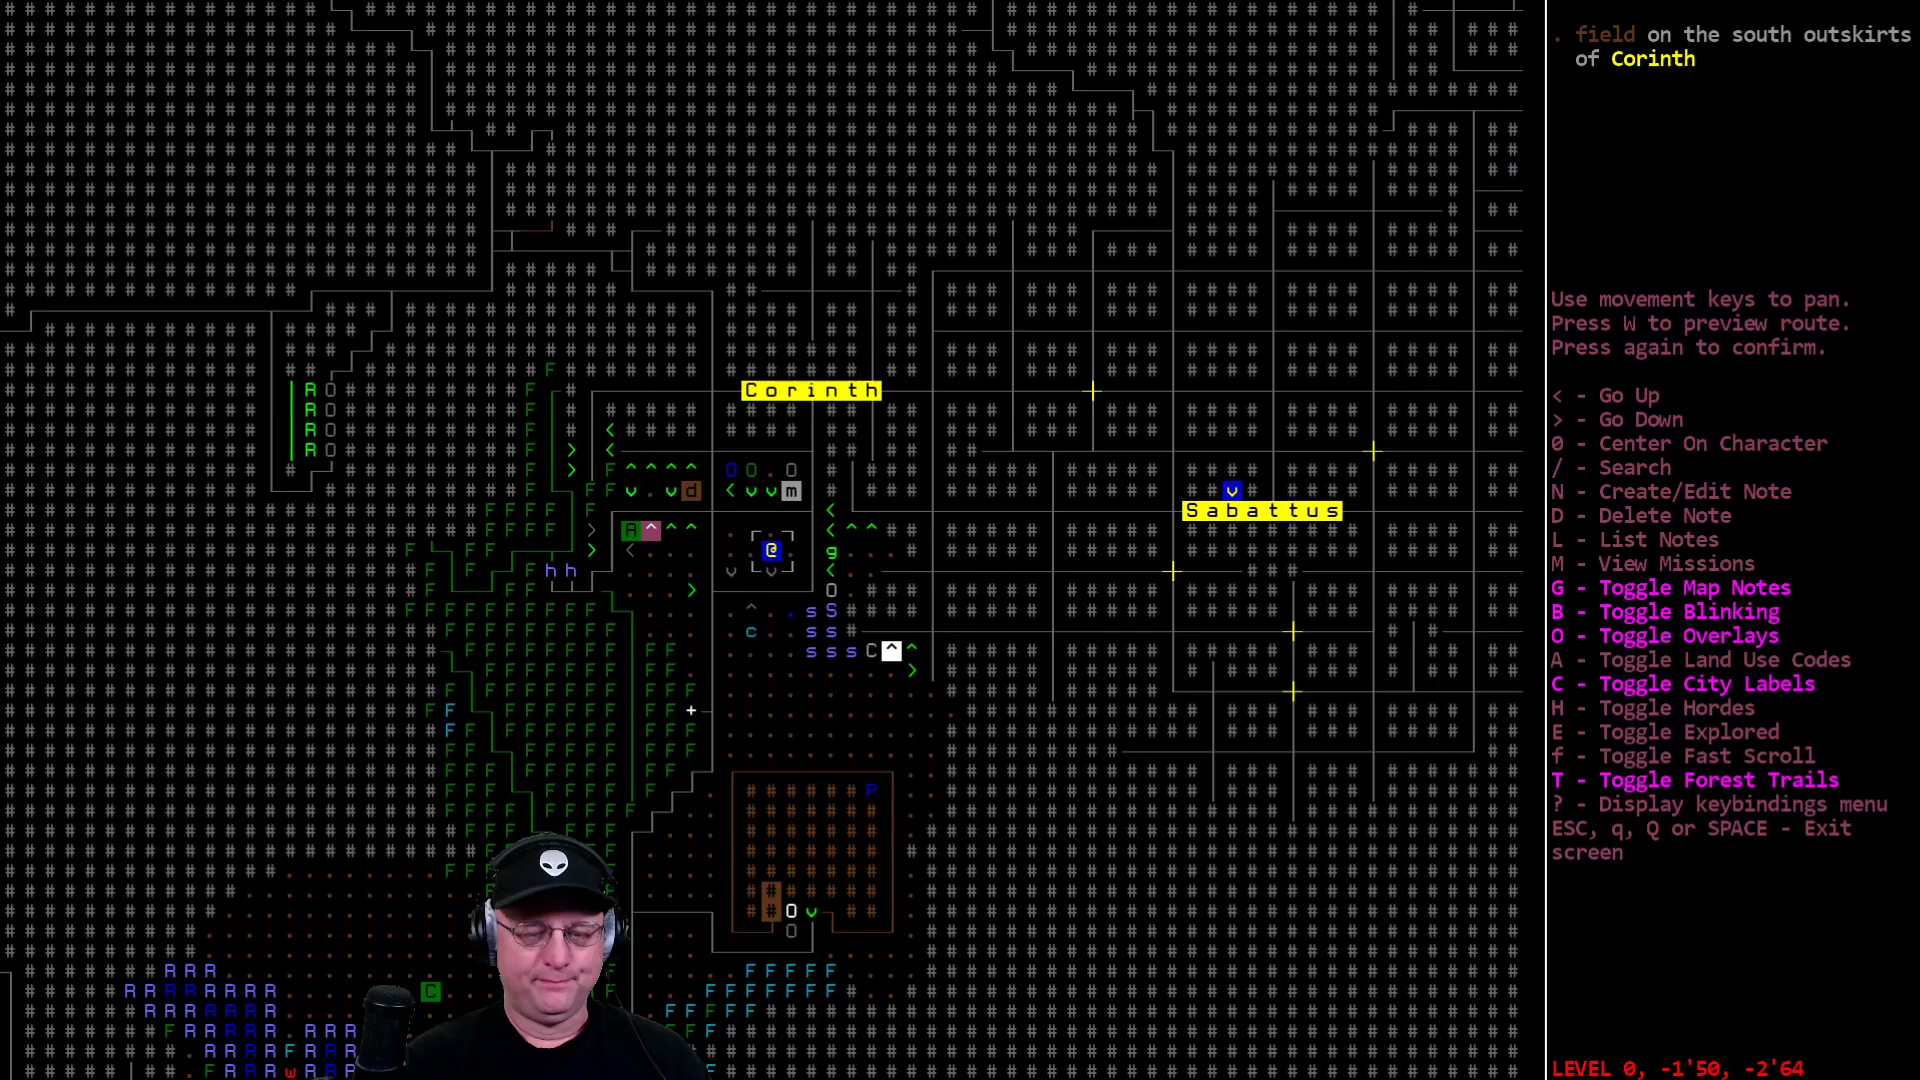 . field on the south outskirts
of Corinth
Corinth
Sabattus
Use movement keys to pan.
Press W to preview route.
Press again to confirm.
< - Go Up
> - Go Down
0 - Center On Character
/ - Search
N - Create/Edit Note
D - Delete Note
L - List Notes
M - View Missions
G - Toggle Map Notes
B - Toggle Blinking
O - Toggle Overlays
A - Toggle Land Use Codes
C - Toggle City Labels
H - Toggle Hordes
E - Toggle Explored
f - Toggle Fast Scroll
T - Toggle Forest Trails
? - Display keybindings menu
ESC, q, Q or SPACE - Exit
screen
LEVEL 0, -1'50, -2'64